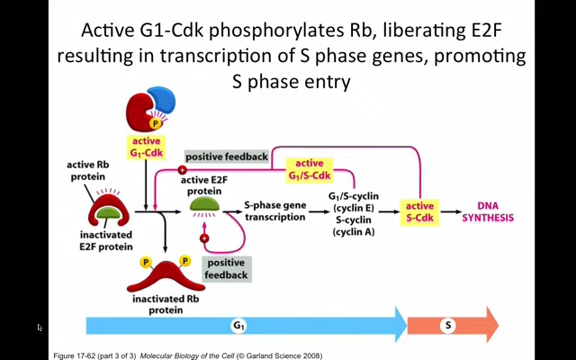 Active G1-Cdk phosphorylates Rb, liberating E2F
resulting in transcription of S phase genes, promoting
S phase entry
P
active
G₁-Cdk
positive feedback
active
G₁/S-Cdk
active Rb
protein
active E2F
protein
+
inactivated
E2F protein
S-phase gene
transcription
G₁/S-cyclin
(cyclin E)
S-cyclin
(cyclin A)
active
S-Cdk
DNA
SYNTHESIS
+
positive
feedback
P
P
inactivated Rb
protein
G₁
S
Figure 17-62 (part 3 of 3) Molecular Biology of the Cell (© Garland Science 2008)